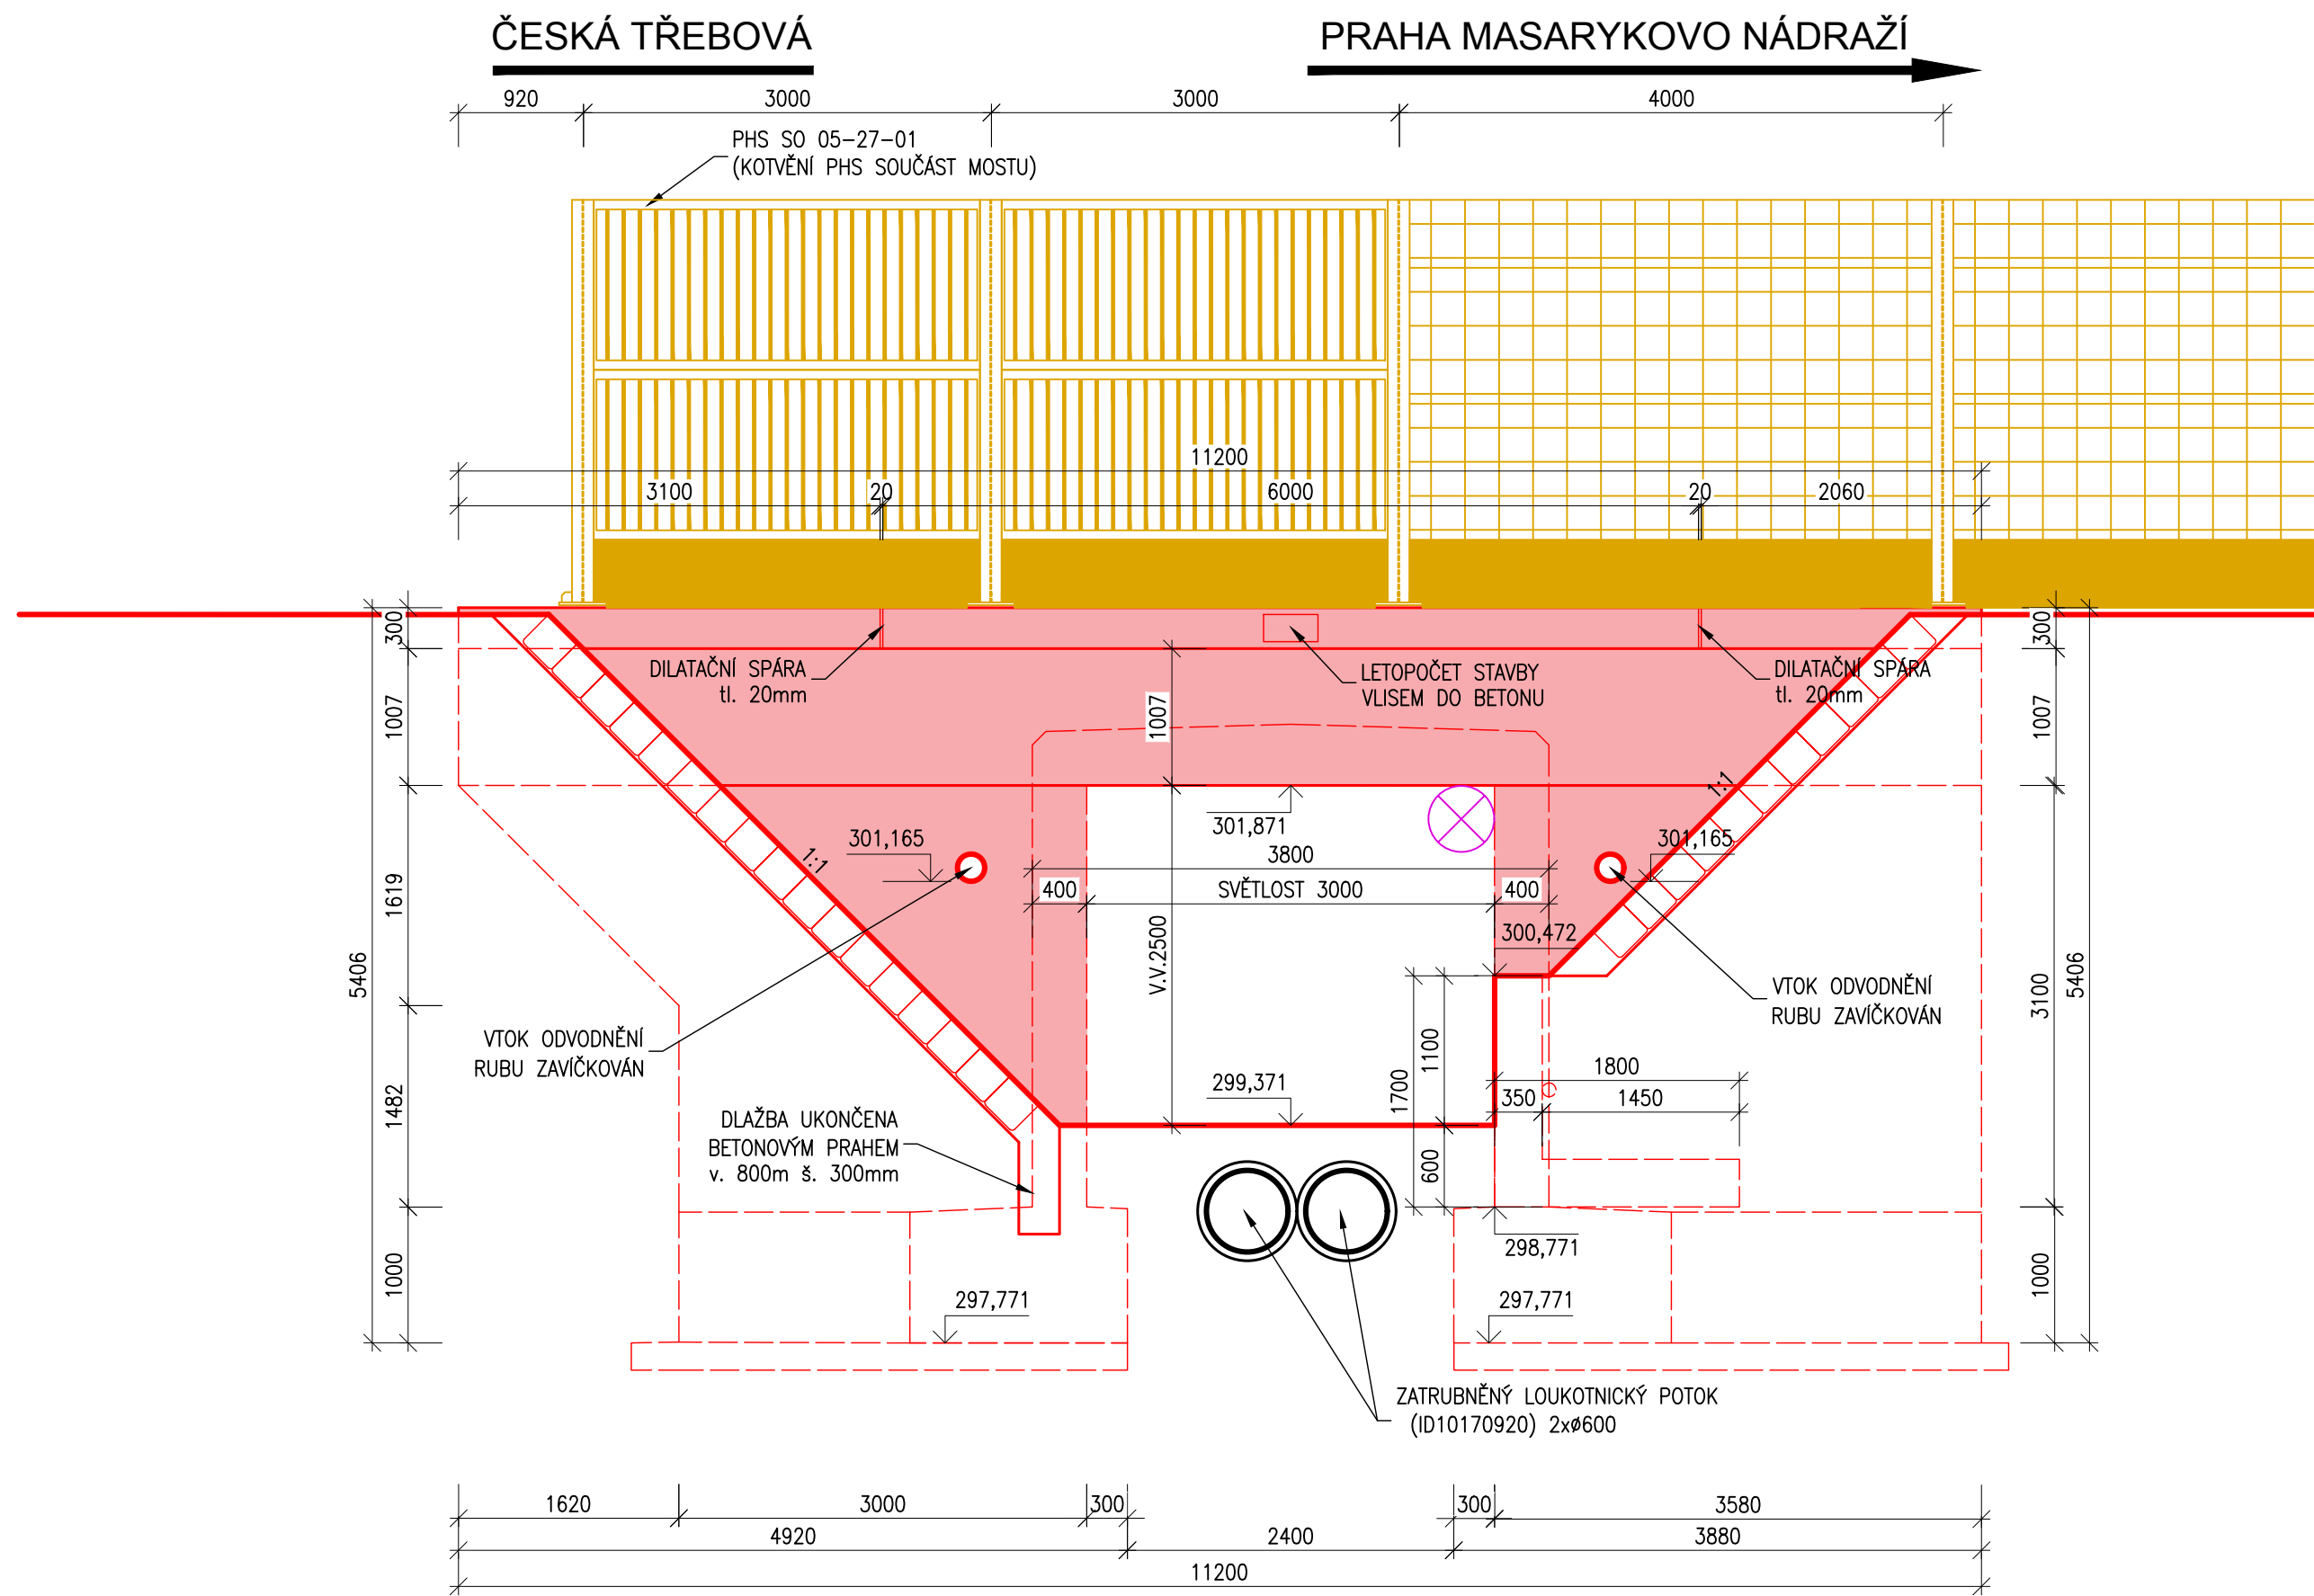 ČESKÁ TŘEBOVÁ
PRAHA MASARYKOVO NÁDRAŽÍ
920
3000
3000
4000
PHS SO 05-27-01
(KOTVĚNÍ PHS SOUČÁST MOSTU)
11200
3100
20
6000
20
2060
300
300
DILATAČNÍ SPÁRA
tl. 20mm
LETOPOČET STAVBY
VLISEM DO BETONU
DILATAČNÍ SPÁRA
tl. 20mm
1007
1007
1007
1:1
1:1
301,871
301,165
301,165
3800
400
SVĚTLOST 3000
400
1619
300,472
V.V.2500
5406
5406
3100
VTOK ODVODNĚNÍ
RUBU ZAVÍČKOVÁN
VTOK ODVODNĚNÍ
RUBU ZAVÍČKOVÁN
1100
1700
1800
350
1450
299,371
1482
DLAŽBA UKONČENA
BETONOVÝM PRAHEM
v. 800m š. 300mm
600
298,771
1000
1000
297,771
297,771
ZATRUBNĚNÝ LOUKOTNICKÝ POTOK
(ID10170920) 2xø600
1620
3000
300
300
3580
4920
2400
3880
11200